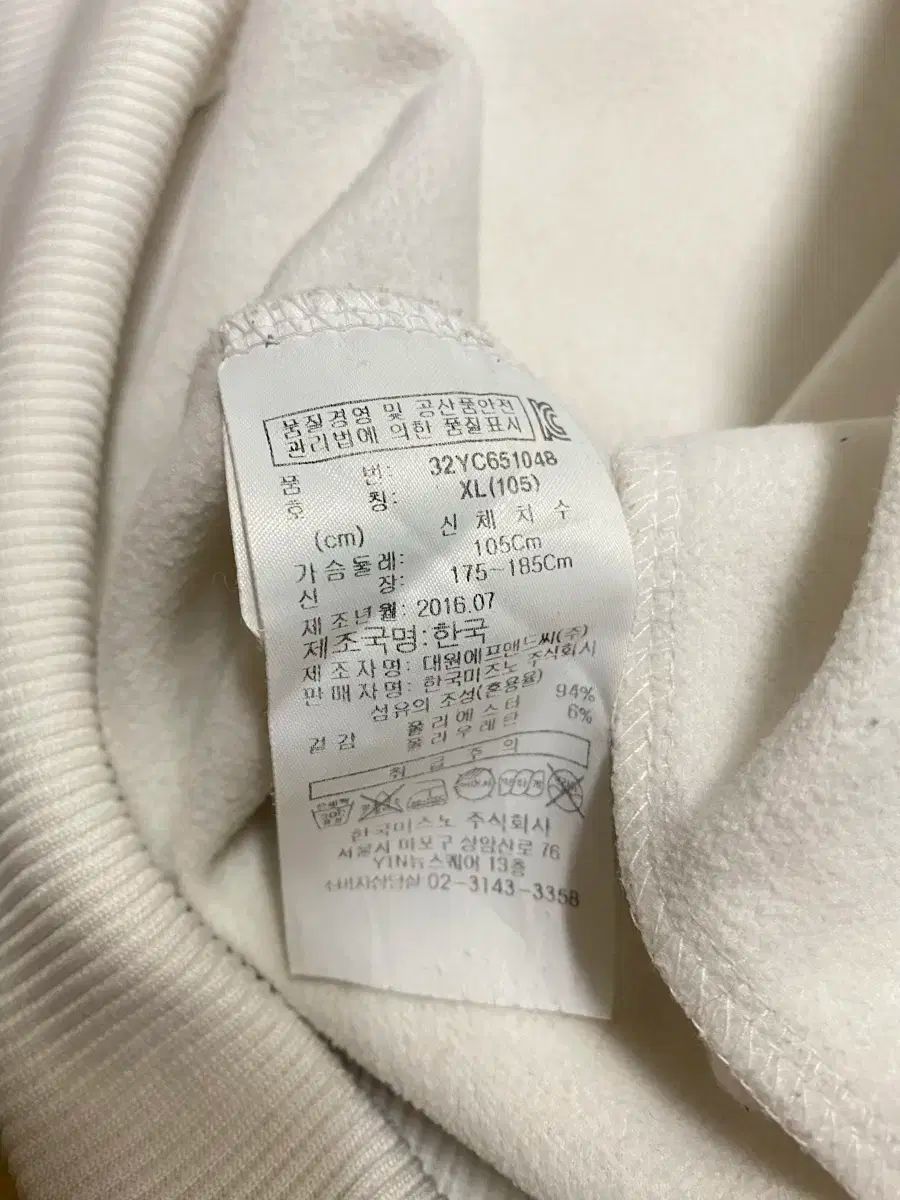 품질경영 및 공산품안전
관리법에 의한 품질표시
품 번: 32YC651048
호 칭: XL(105)
(cm) 신체치수
가슴둘레: 105Cm
신 장: 175~185Cm
제조년월: 2016.07
제조국명:한국
제조자명: 대원에프앤드씨(주)
판매자명: 한국미즈노 주식회사
섬유의 조성(혼용율)
겉감 폴리에스터 94%
폴리우레탄 6%
취급주의
한국미즈노 주식회사
서울시 마포구 상암산로 76
YTN뉴스퀘어 13층
소비자상담실 02-3143-3358